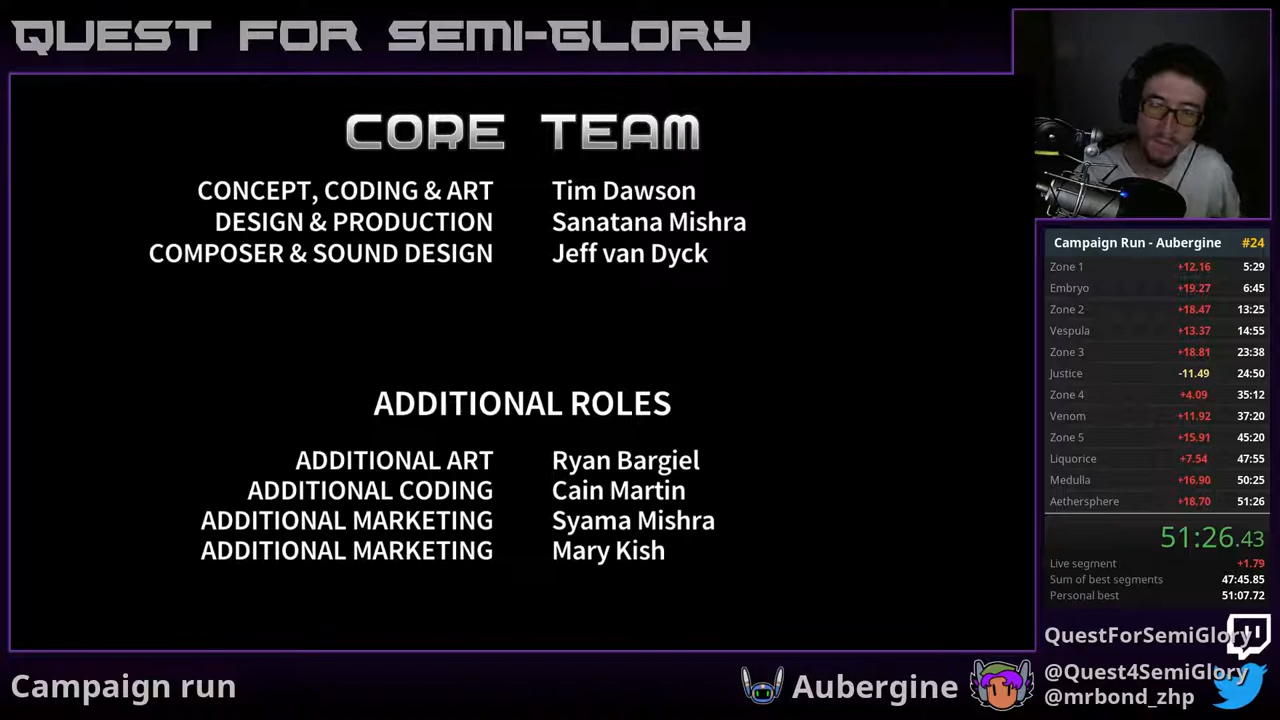 QUEST FOR SEMI-GLORY
CORE TEAM
CONCEPT, CODING & ART Tim Dawson
DESIGN & PRODUCTION Sanatana Mishra
COMPOSER & SOUND DESIGN Jeff van Dyck
ADDITIONAL ROLES
ADDITIONAL ART Ryan Bargiel
ADDITIONAL CODING Cain Martin
ADDITIONAL MARKETING Syama Mishra
ADDITIONAL MARKETING Mary Kish
Campaign Run - Aubergine #24
Zone 1 +12.16 5:29
Embryo +19.27 6:45
Zone 2 +18.47 13:25
Vespula +13.37 14:55
Zone 3 +18.81 23:38
Justice -11.49 24:50
Zone 4 +4.09 35:12
Venom +11.92 37:20
Zone 5 +15.91 45:20
Liquorice +7.54 47:55
Medulla +16.90 50:25
Aethersphere +18.70 51:26
51:26.43
Live segment +1.79
Sum of best segments 47:45.85
Personal best 51:07.72
QuestForSemiGlory
@Quest4SemiGlory
@mrbond_zhp
Campaign run
Aubergine